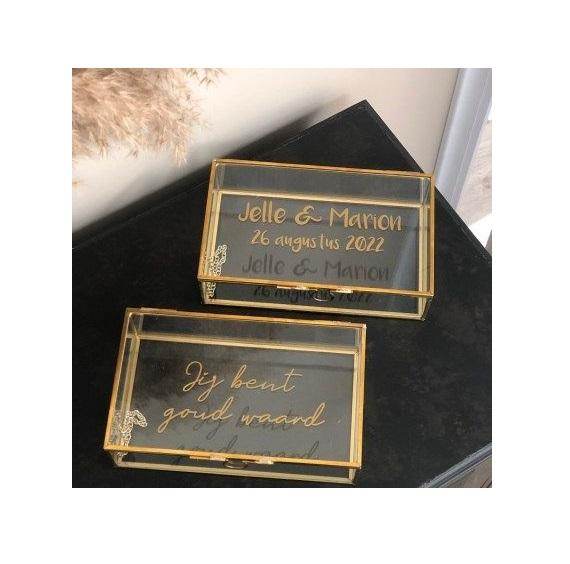 Jelle & Marion
26 augustus 2022
Jij bent
goud waard